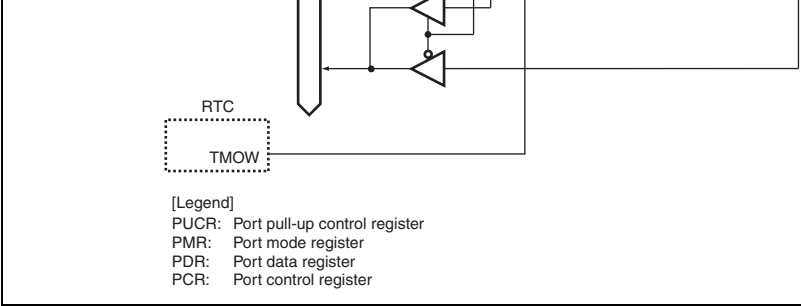 RTC
TMOW
[Legend]
PUCR: Port pull-up control register
PMR: Port mode register
PDR: Port data register
PCR: Port control register